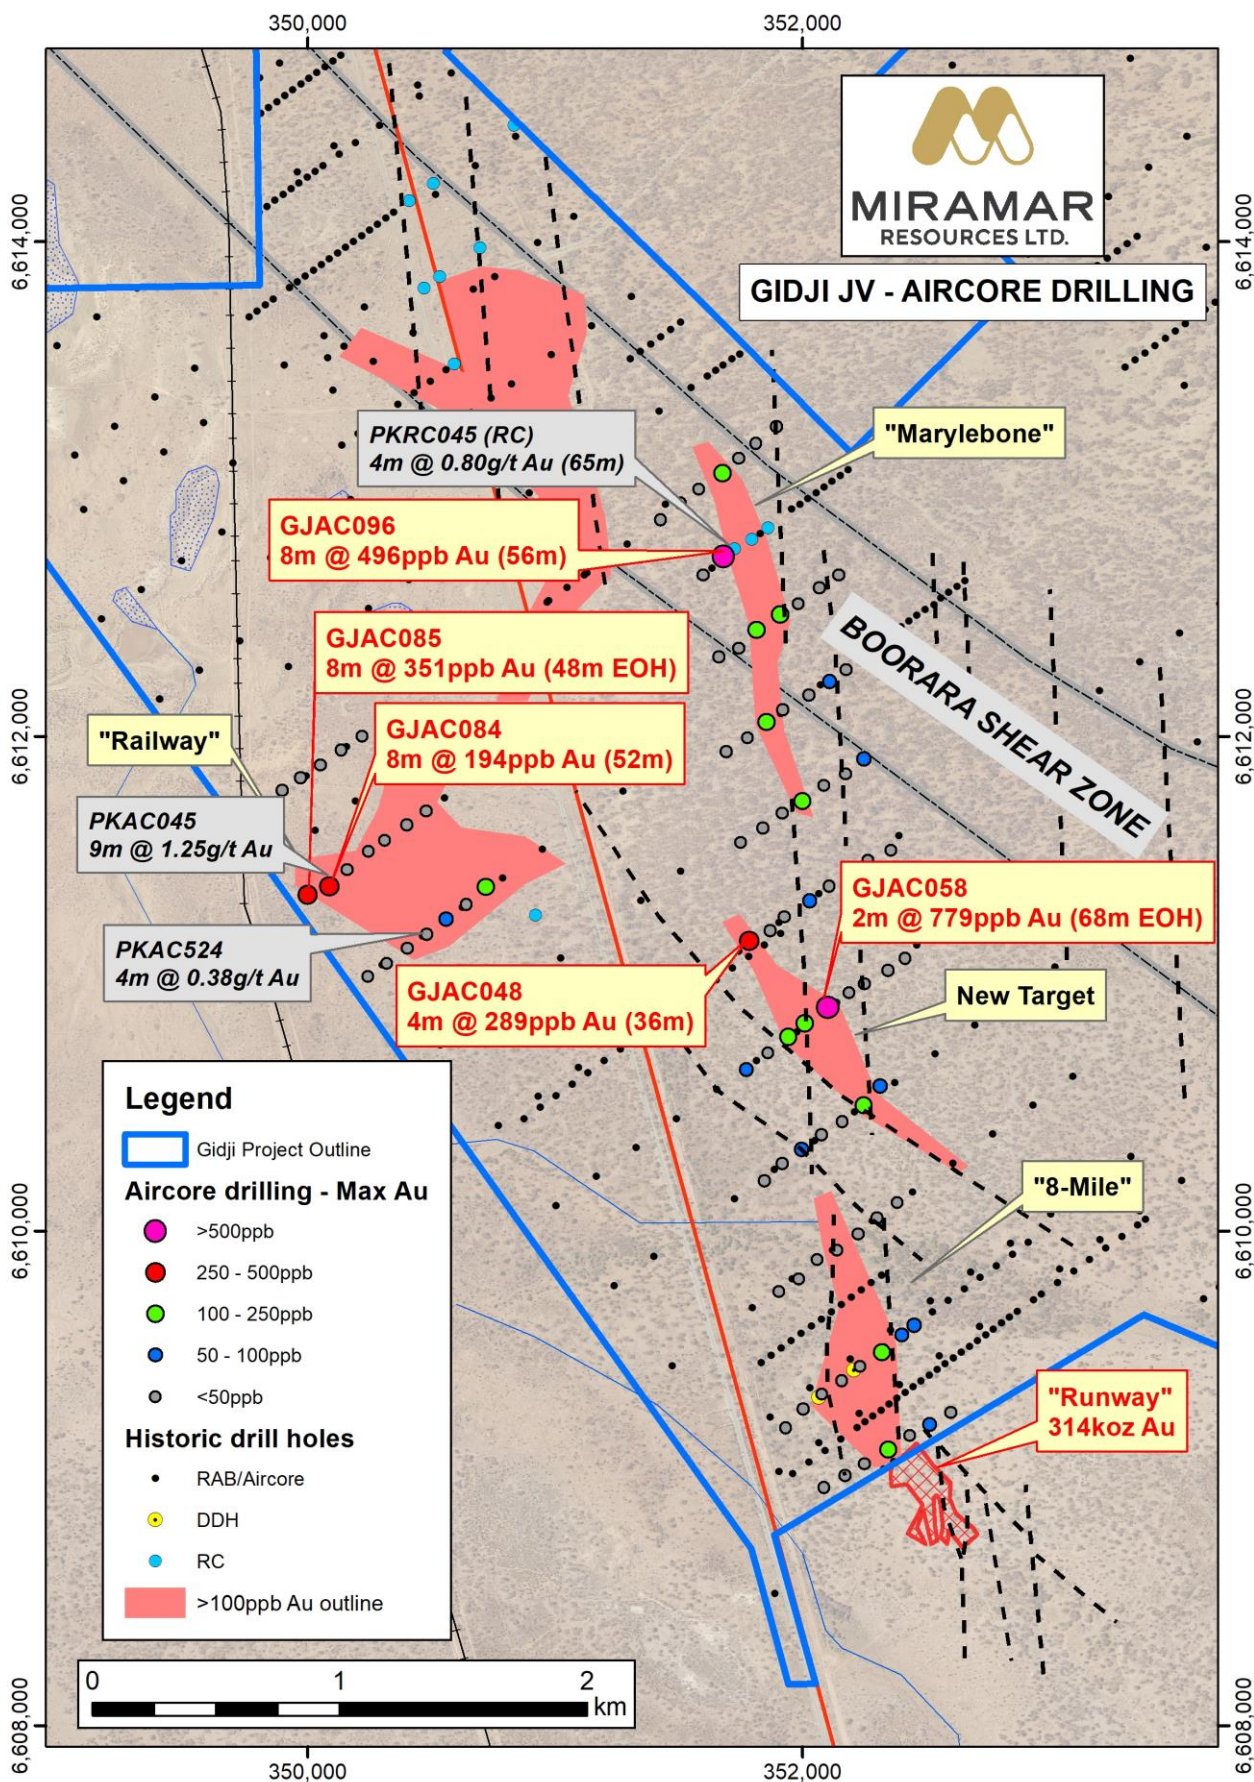 350,000
352,000
MIRAMAR
RESOURCES LTD.
GIDJI JV - AIRCORE DRILLING
6,614,000
6,614,000
PKRC045 (RC)
4m @ 0.80g/t Au (65m)
"Marylebone"
GJAC096
8m @ 496ppb Au (56m)
GJAC085
8m @ 351ppb Au (48m EOH)
BOORARA SHEAR ZONE
"Railway"
GJAC084
8m @ 194ppb Au (52m)
6,612,000
6,612,000
PKAC045
9m @ 1.25g/t Au
GJAC058
2m @ 779ppb Au (68m EOH)
PKAC524
4m @ 0.38g/t Au
GJAC048
4m @ 289ppb Au (36m)
New Target
"8-Mile"
6,610,000
6,610,000
"Runway"
314koz Au
Legend
Gidji Project Outline
Aircore drilling - Max Au
>500ppb
250 - 500ppb
100 - 250ppb
50 - 100ppb
<50ppb
Historic drill holes
RAB/Aircore
DDH
RC
>100ppb Au outline
0 1 2
km
6,608,000
6,608,000
350,000
352,000